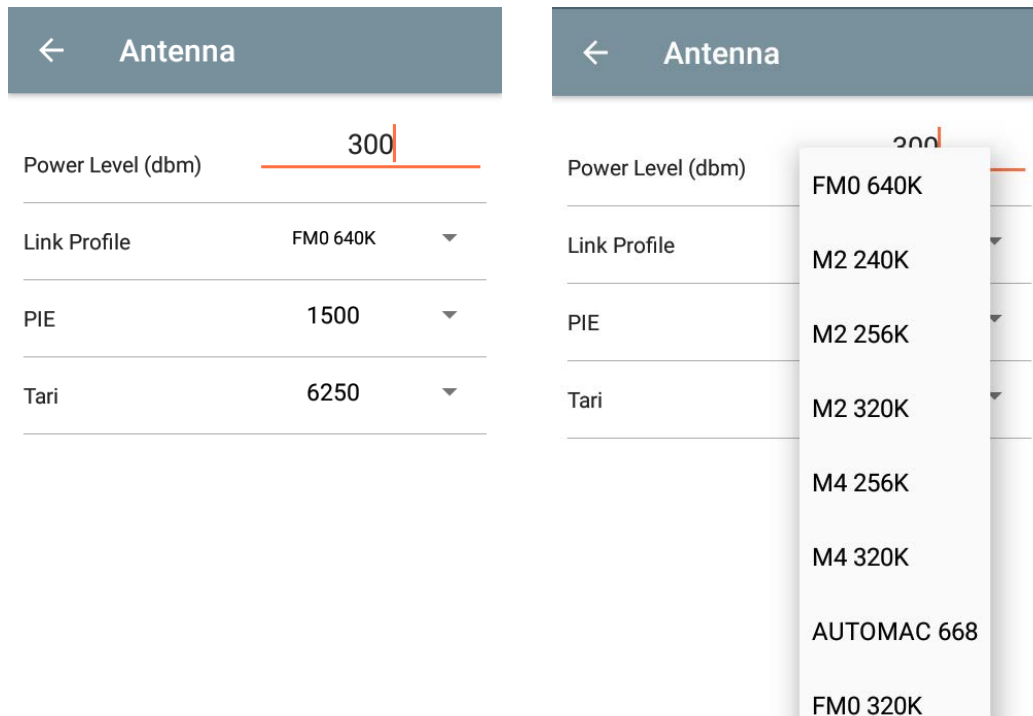 Antenna
Power Level (dbm) 300
Link Profile FM0 640K
PIE 1500
Tari 6250
Antenna
Power Level (dbm) 300
Link Profile
PIE
Tari
FM0 640K
M2 240K
M2 256K
M2 320K
M4 256K
M4 320K
AUTOMAC 668
FM0 320K